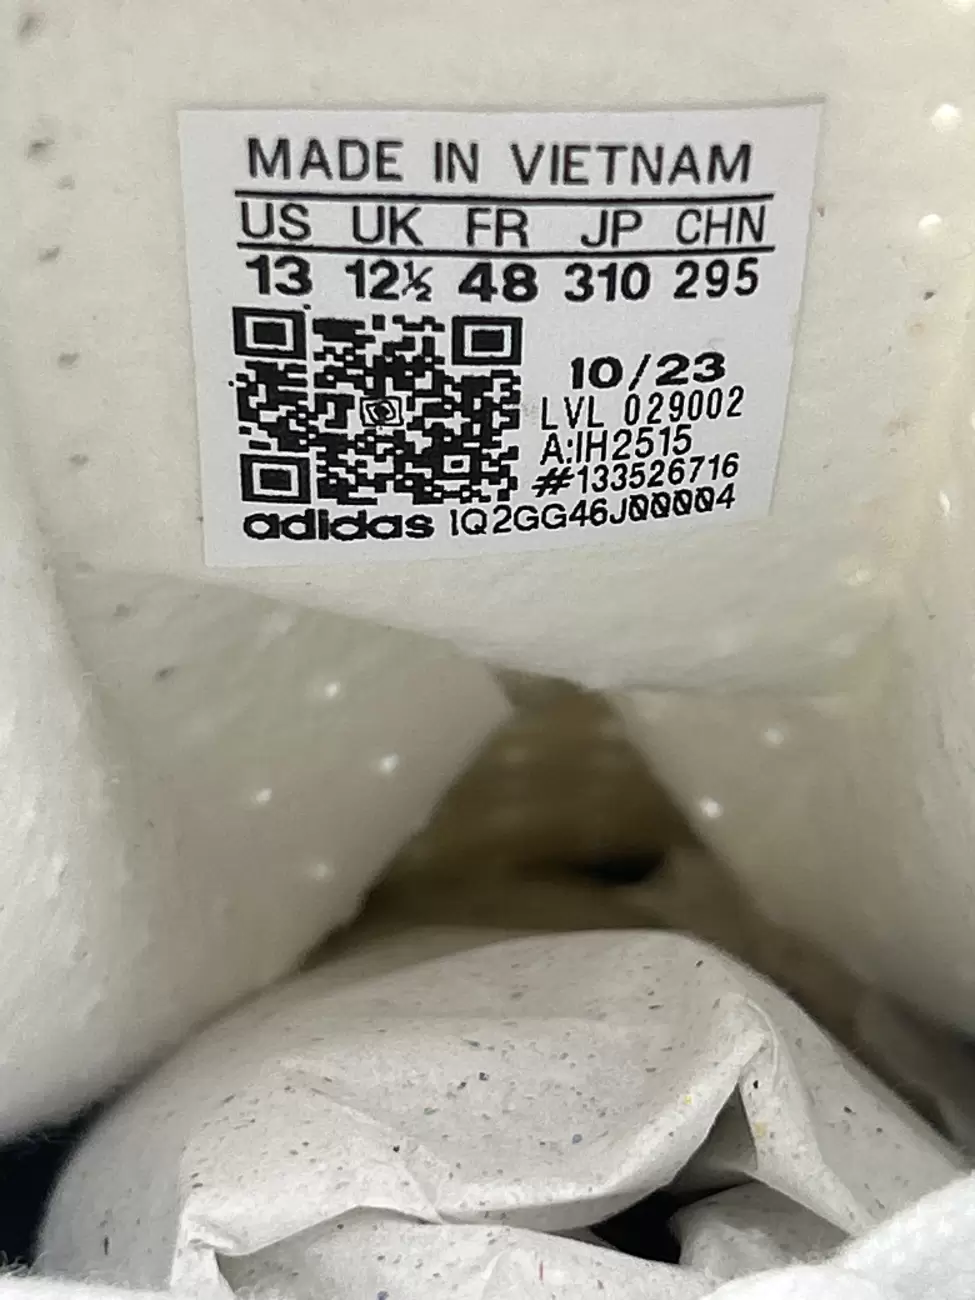 MADE IN VIETNAM
US UK FR JP CHN
13 12½ 48 310 295
10/23
LVL 029002
A:IH2515
#133526716
adidas 1Q2GG46J00004